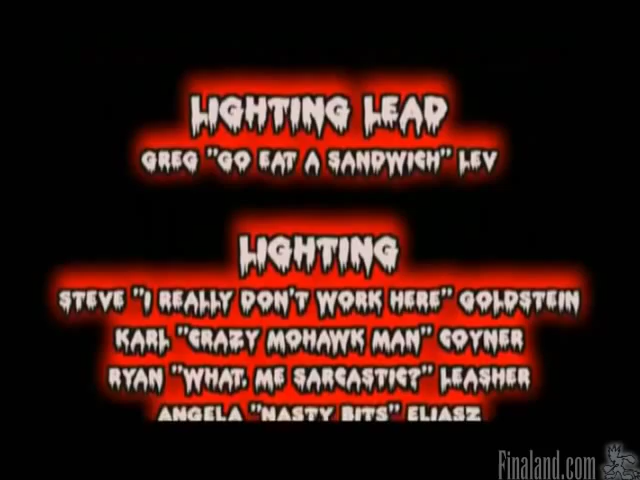 LIGHTING LEAD
GREG "GO EAT A SANDWICH" LEV
LIGHTING
STEVE "I REALLY DON'T WORK HERE" GOLDSTEIN
KARL "CRAZY MOHAWK MAN" COYNER
RYAN "WHAT, ME SARCASTIC?" LEASHER
ANGELA "NASTY BITS" ELIASZ
Finaland.com